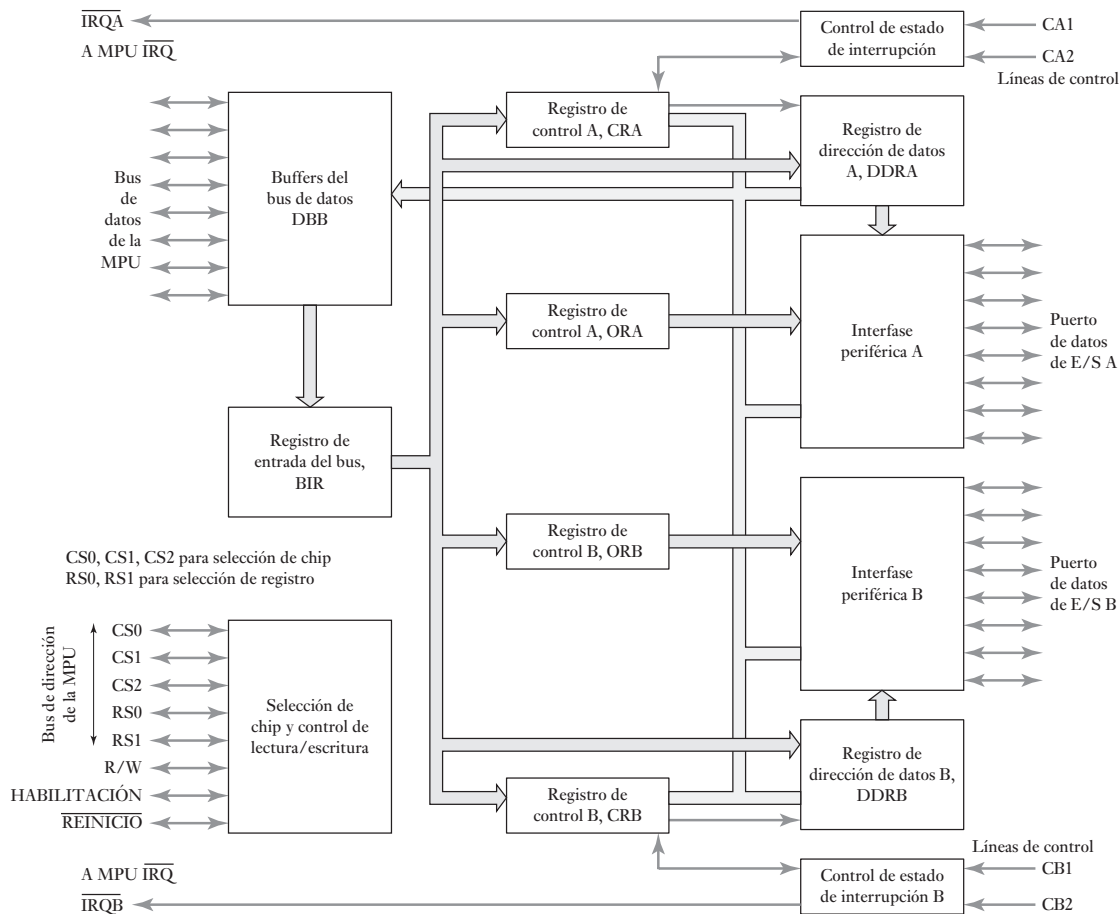 IRQA
A MPU IRQ
Control de estado
de interrupción
CA1
CA2
Líneas de control
Registro de
control A, CRA
Registro de
dirección de datos
A, DDRA
Bus
de
datos
de la
MPU
Buffers del
bus de datos
DBB
Registro de
control A, ORA
Interfase
periférica A
Puerto
de datos
de E/S A
Registro de
entrada del bus,
BIR
CS0, CS1, CS2 para selección de chip
RS0, RS1 para selección de registro
Registro de
control B, ORB
Interfase
periférica B
Puerto
de datos
de E/S B
Bus de dirección
de la MPU
CS0
CS1
CS2
RS0
RS1
R/W
HABILITACIÓN
REINICIO
Selección de
chip y control de
lectura/escritura
Registro de
control B, CRB
Registro de
dirección de datos B,
DDRB
Líneas de control
A MPU IRQ
IRQB
Control de estado
de interrupción B
CB1
CB2